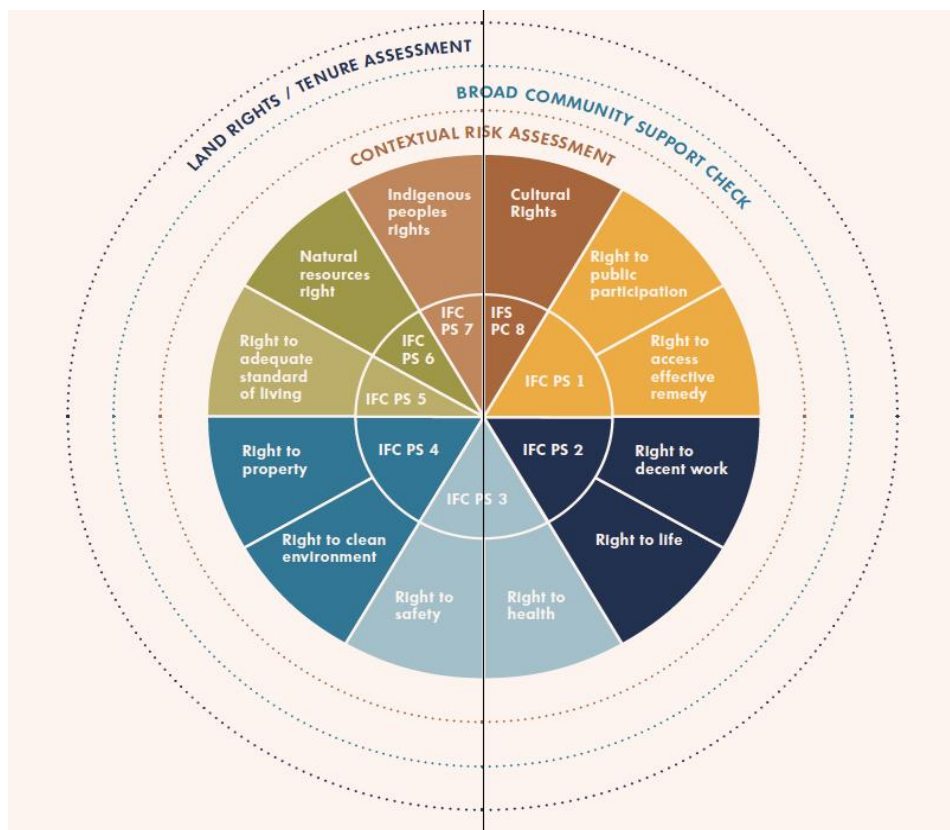 LAND RIGHTS / TENURE ASSESSMENT
BROAD COMMUNITY SUPPORT CHECK
CONTEXTUAL RISK ASSESSMENT
Indigenous
peoples
rights
Cultural
Rights
Right to
public
participation
Right to
access
effective
remedy
Right to
decent work
Right to life
Right to
health
Right to
safety
Right to clean
environment
Right to
property
Right to
adequate
standard
of living
Natural
resources
right
IFC
PS 7
IFS
PC 8
IFC PS 1
IFC PS 2
IFC PS 3
IFC PS 4
IFC PS 5
IFC
PS 6